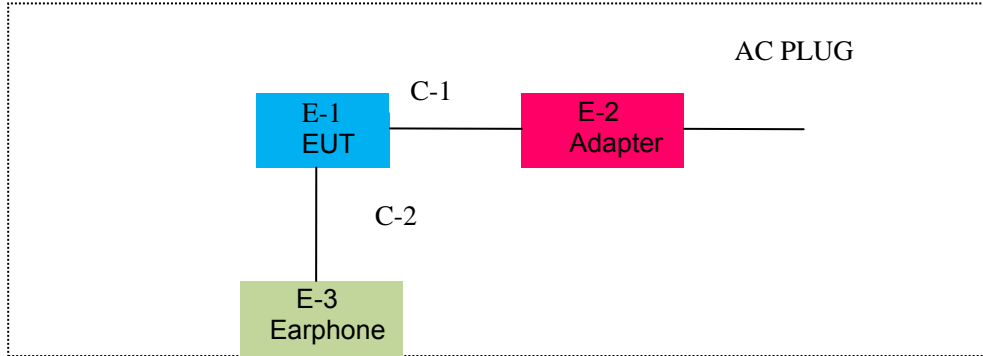 AC PLUG
C-1
E-1
EUT
E-2
Adapter
C-2
E-3
Earphone